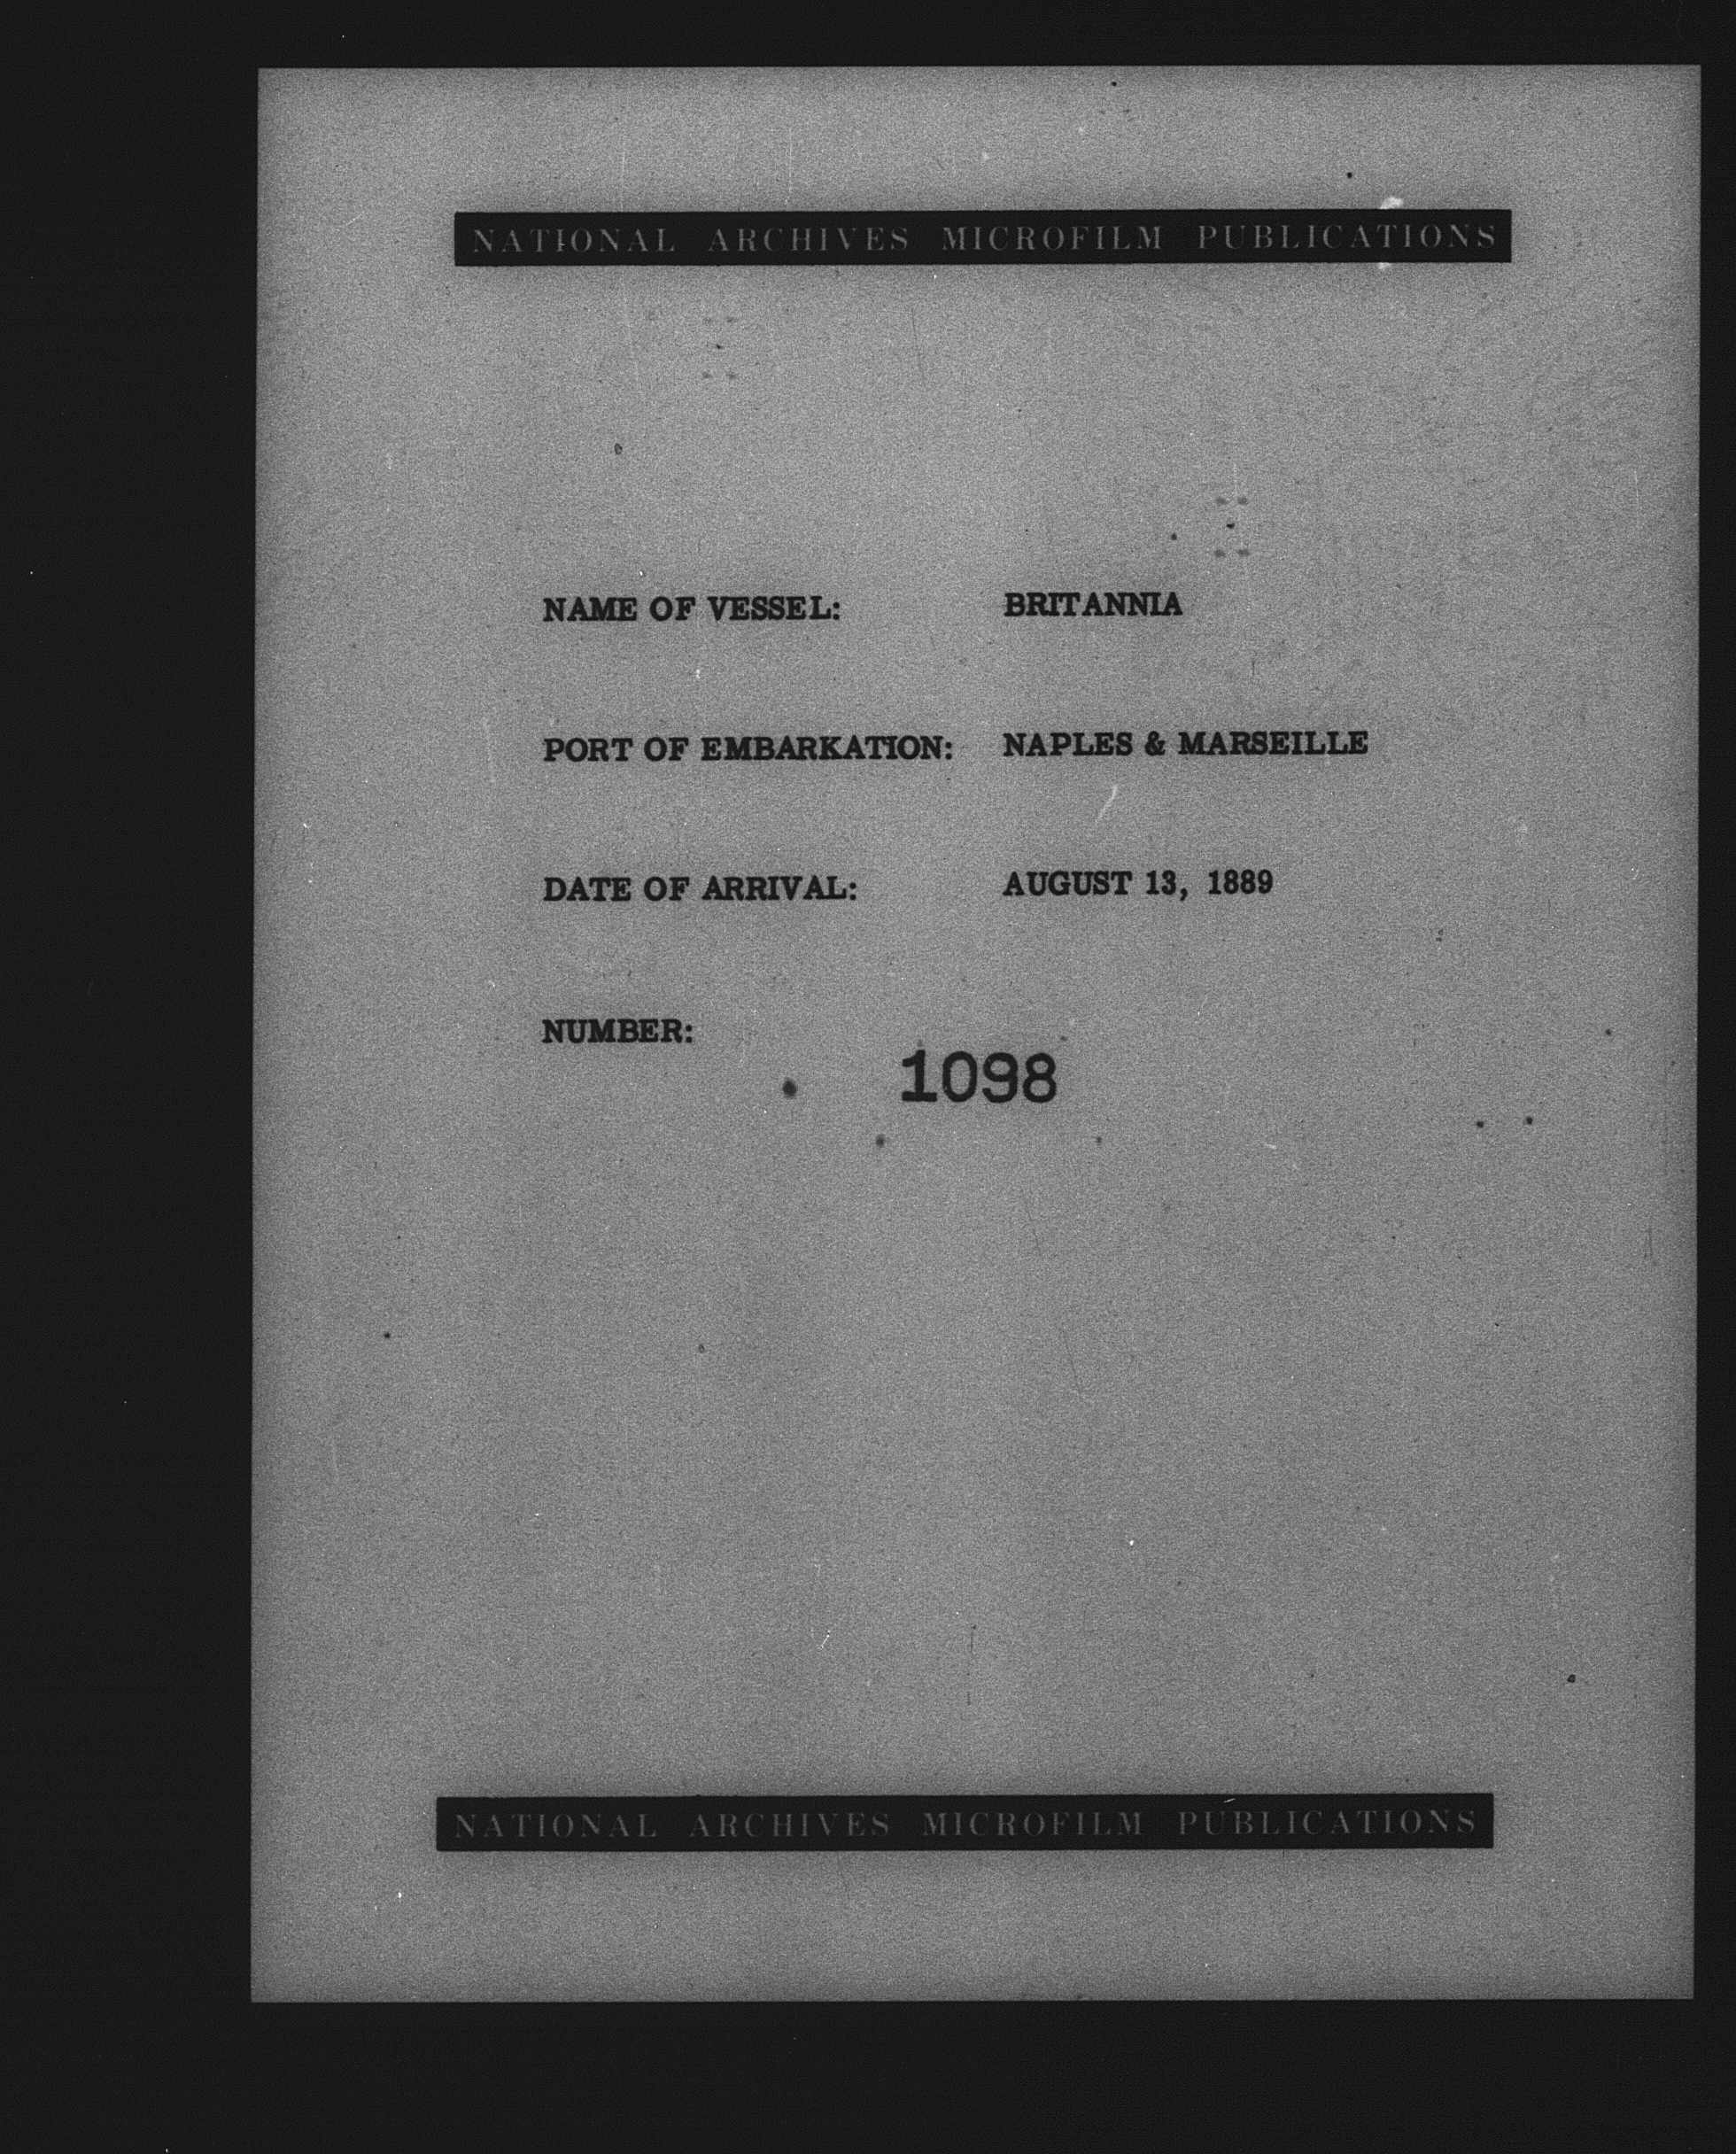 NATIONAL ARCHIVES MICROFILM PUBLICATIONS
NAME OF VESSEL: BRITANNIA
PORT OF EMBARKATION: NAPLES & MARSEILLE
DATE OF ARRIVAL: AUGUST 13, 1889
NUMBER:
1098
NATIONAL ARCHIVES MICROFILM PUBLICATIONS